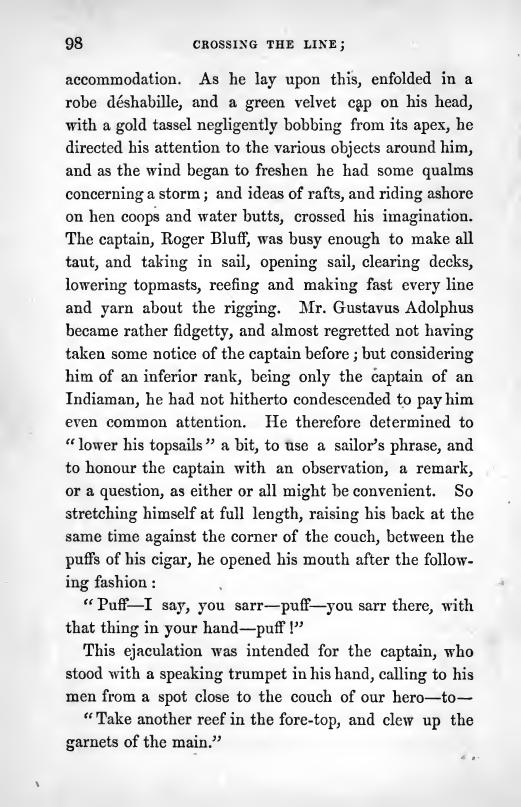 98 CROSSING THE LINE;
accommodation. As he lay upon this, enfolded in a
robe déshabille, and a green velvet cap on his head,
with a gold tassel negligently bobbing from its apex, he
directed his attention to the various objects around him,
and as the wind began to freshen he had some qualms
concerning a storm; and ideas of rafts, and riding ashore
on hen coops and water butts, crossed his imagination.
The captain, Roger Bluff, was busy enough to make all
taut, and taking in sail, opening sail, clearing decks,
lowering topmasts, reefing and making fast every line
and yarn about the rigging. Mr. Gustavus Adolphus
became rather fidgetty, and almost regretted not having
taken some notice of the captain before; but considering
him of an inferior rank, being only the captain of an
Indiaman, he had not hitherto condescended to pay him
even common attention. He therefore determined to
“lower his topsails” a bit, to use a sailor’s phrase, and
to honour the captain with an observation, a remark,
or a question, as either or all might be convenient. So
stretching himself at full length, raising his back at the
same time against the corner of the couch, between the
puffs of his cigar, he opened his mouth after the follow-
ing fashion:
“Puff—I say, you sarr—puff—you sarr there, with
that thing in your hand—puff!”
This ejaculation was intended for the captain, who
stood with a speaking trumpet in his hand, calling to his
men from a spot close to the couch of our hero—to—
“Take another reef in the fore-top, and clew up the
garnets of the main.”